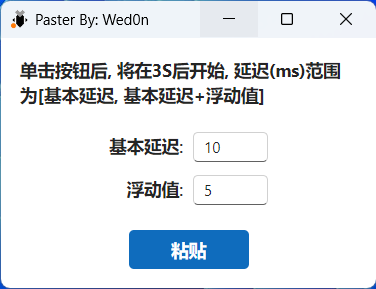 Paster By: Wed0n
单击按钮后, 将在3S后开始, 延迟(ms)范围
为[基本延迟, 基本延迟+浮动值]
基本延迟: 10
浮动值: 5
粘贴